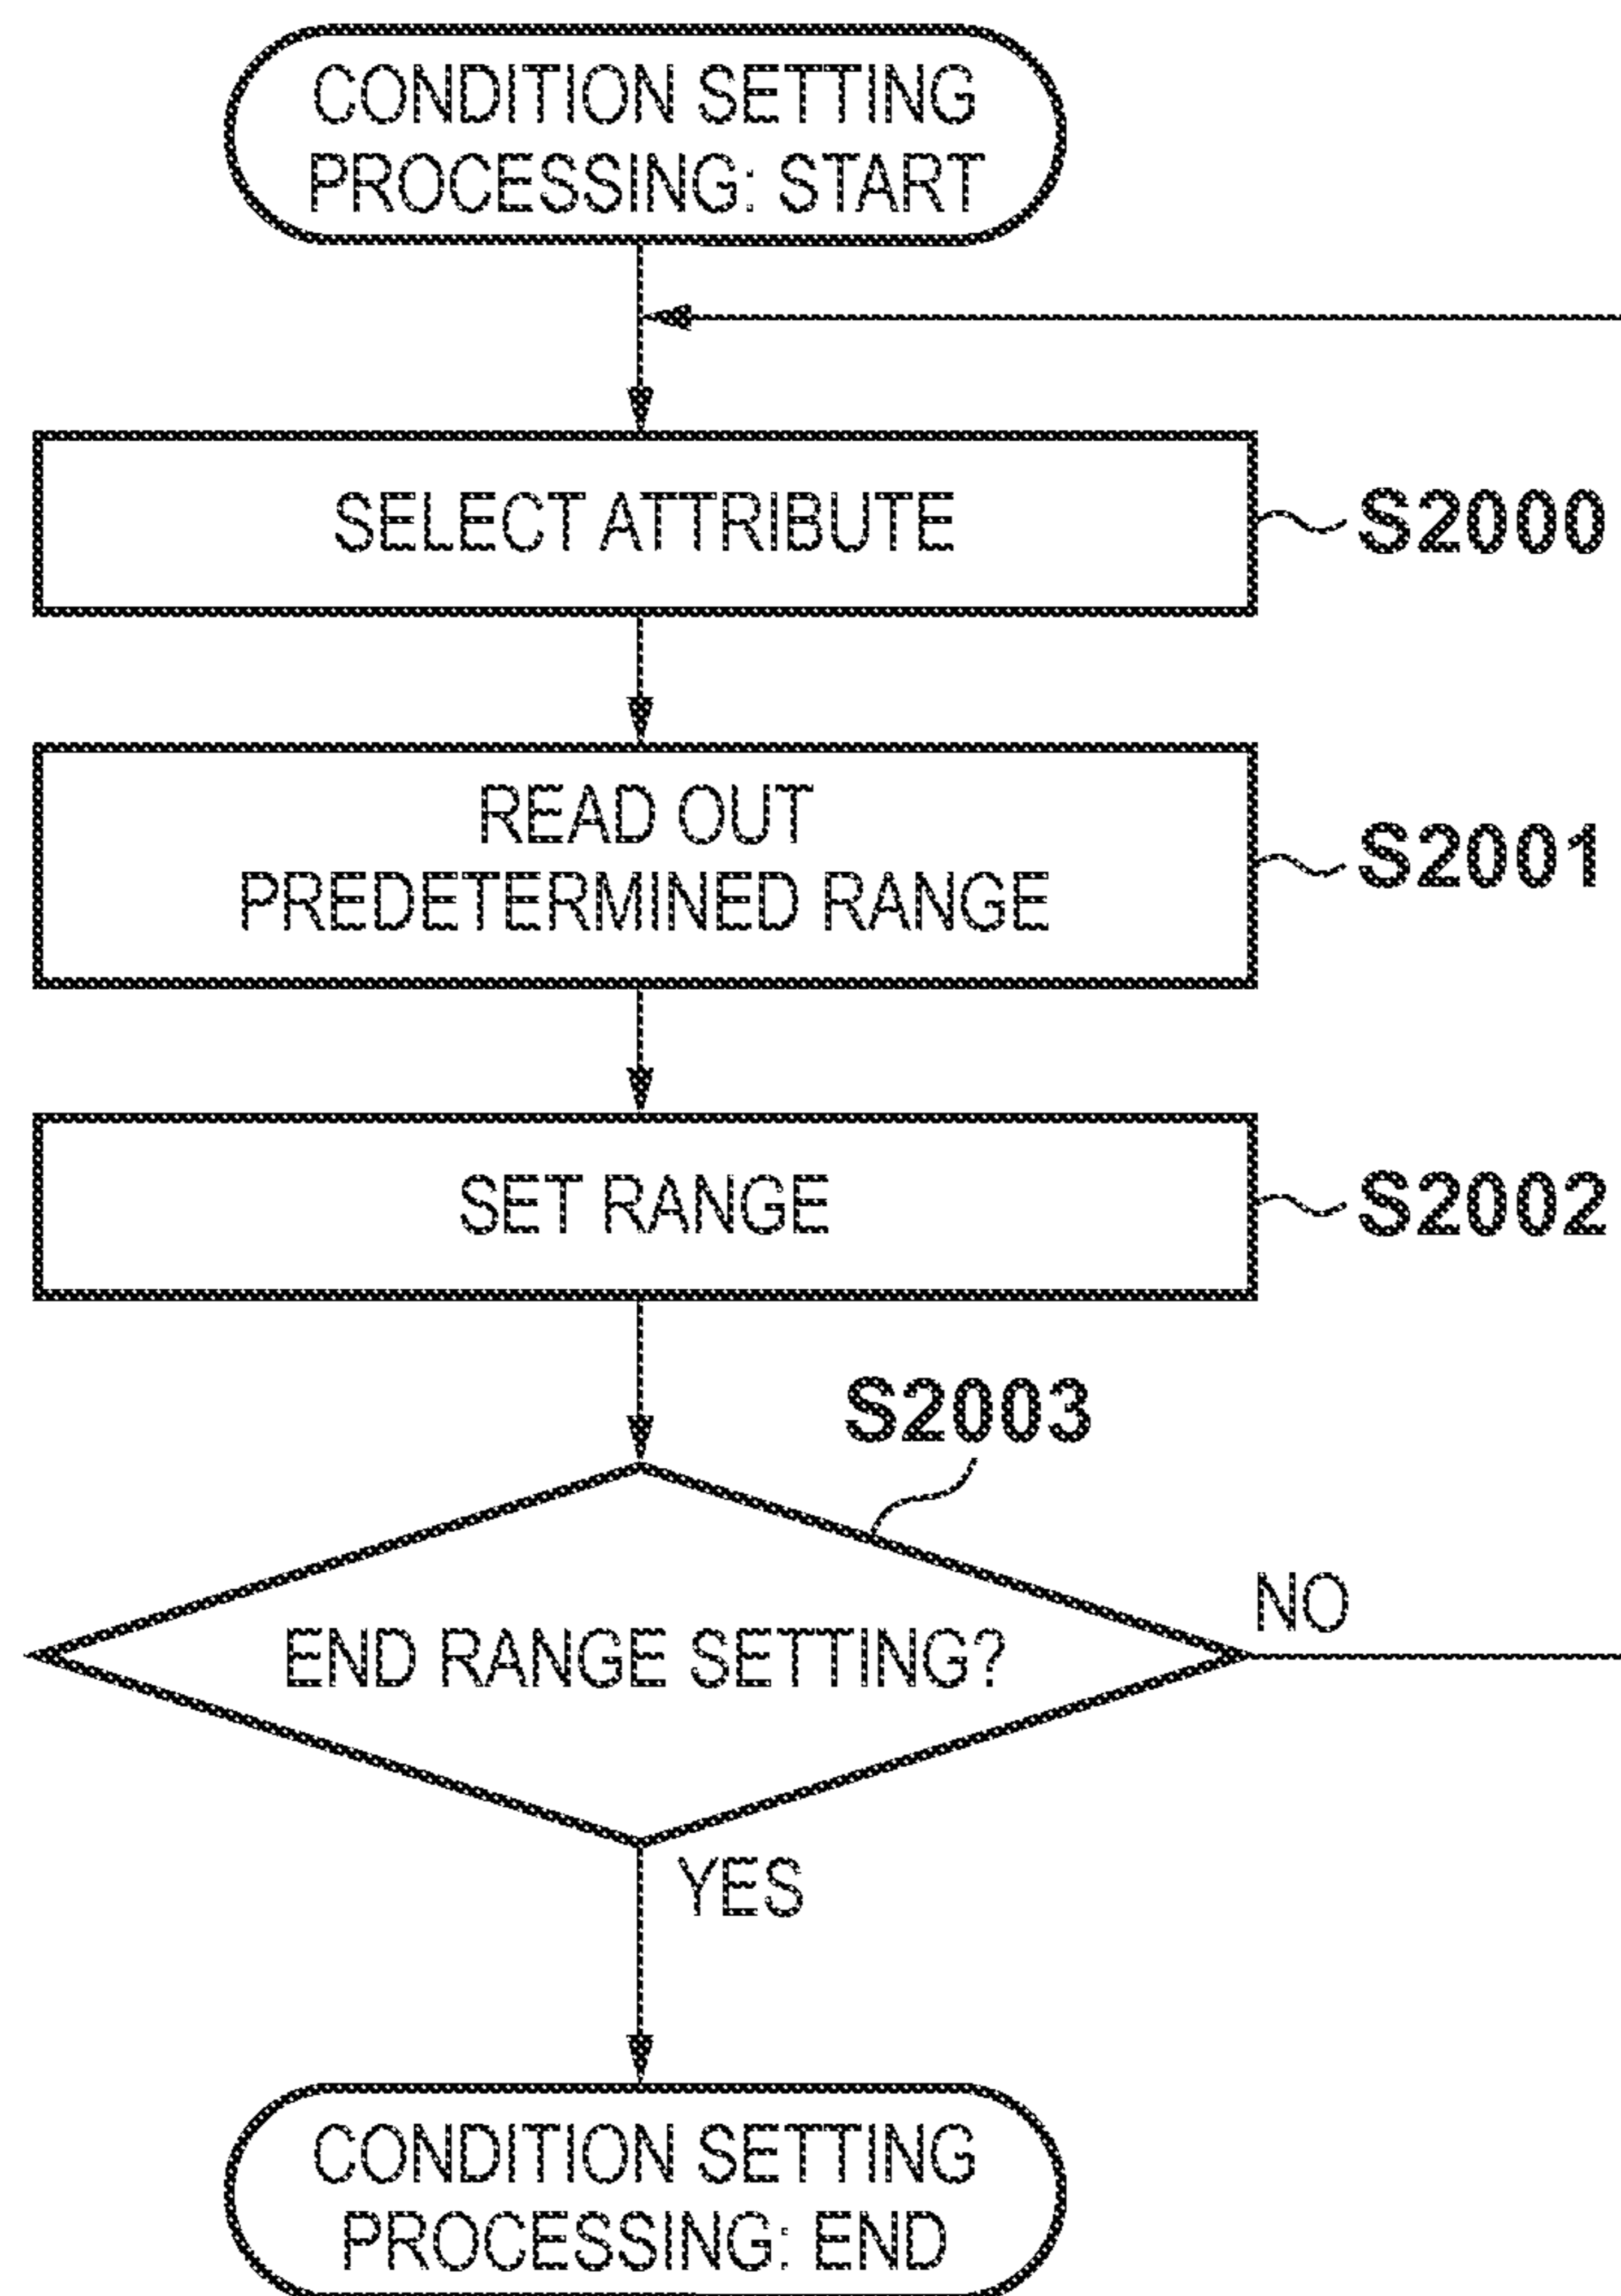 CONDITION SETTING
PROCESSING: START
SELECT ATTRIBUTE
S2000
READ OUT
PREDETERMINED RANGE
S2001
SET RANGE
S2002
S2003
END RANGE SETTING?
NO
YES
CONDITION SETTING
PROCESSING: END